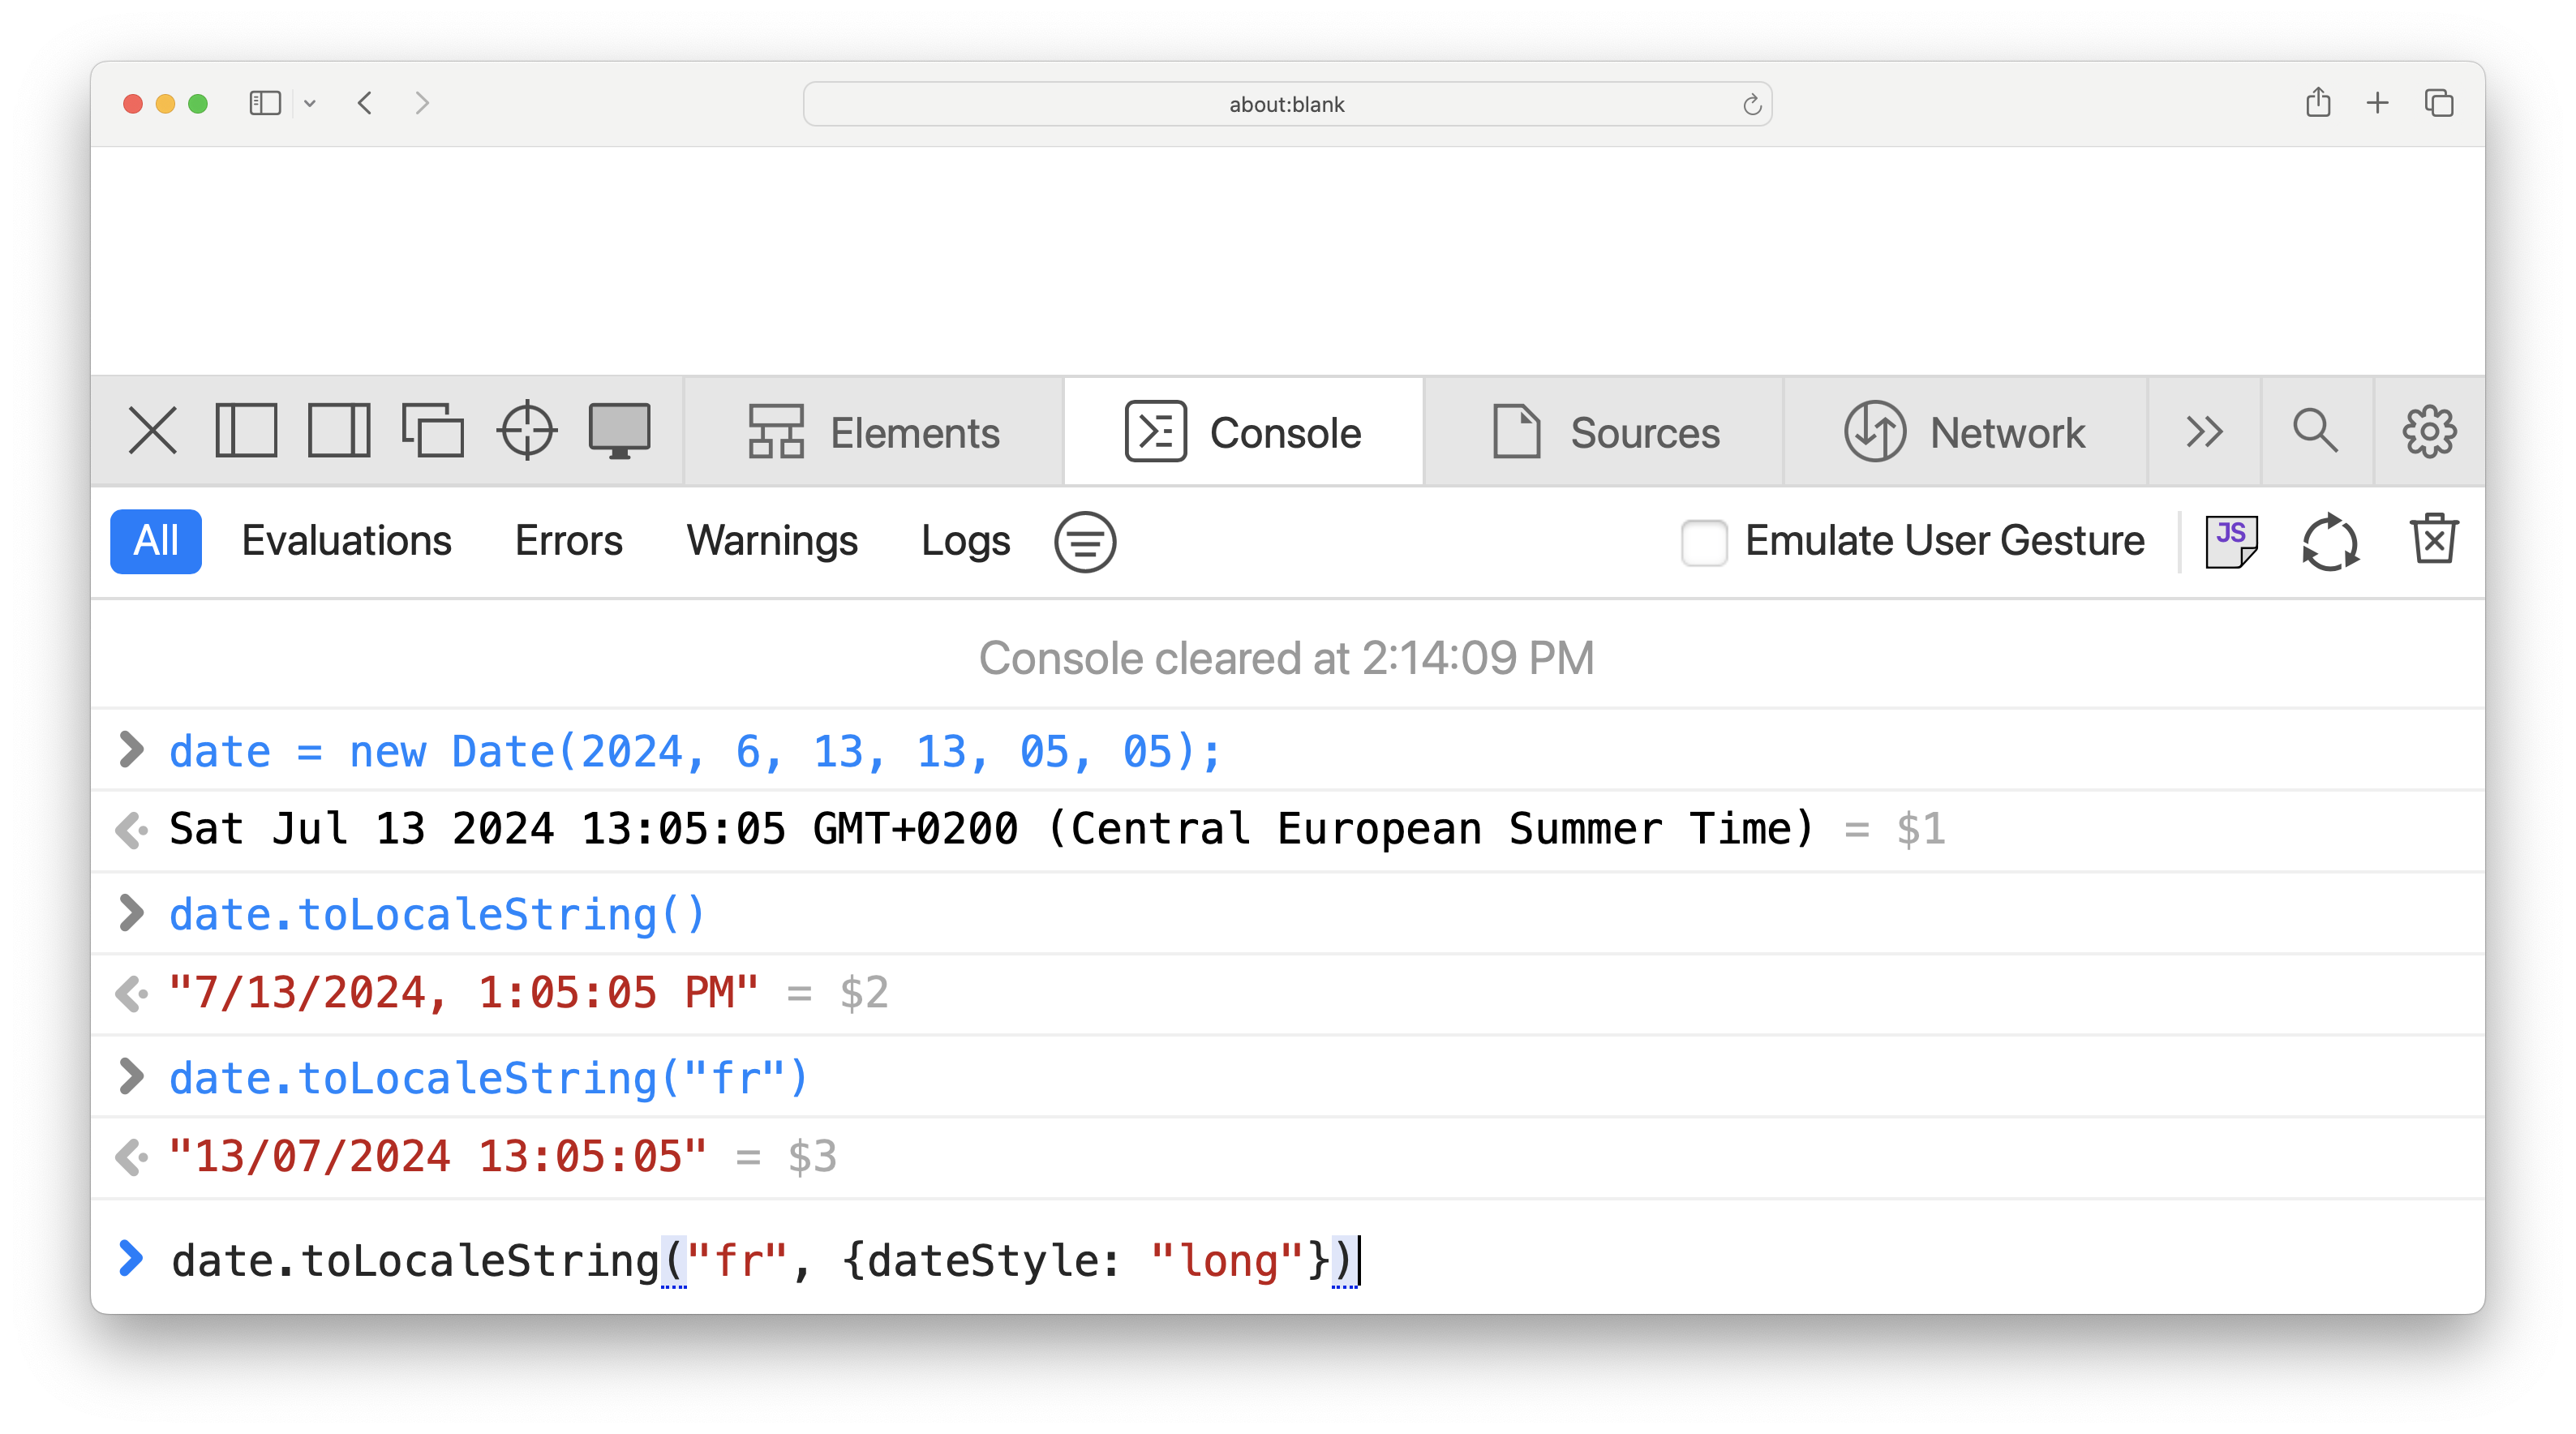 about:blank
Elements Console Sources Network
All Evaluations Errors Warnings Logs Emulate User Gesture JS
Console cleared at 2:14:09 PM
date = new Date(2024, 6, 13, 13, 05, 05);
Sat Jul 13 2024 13:05:05 GMT+0200 (Central European Summer Time) = $1
date.toLocaleString()
"7/13/2024, 1:05:05 PM" = $2
date.toLocaleString("fr")
"13/07/2024 13:05:05" = $3
date.toLocaleString("fr", {dateStyle: "long"})